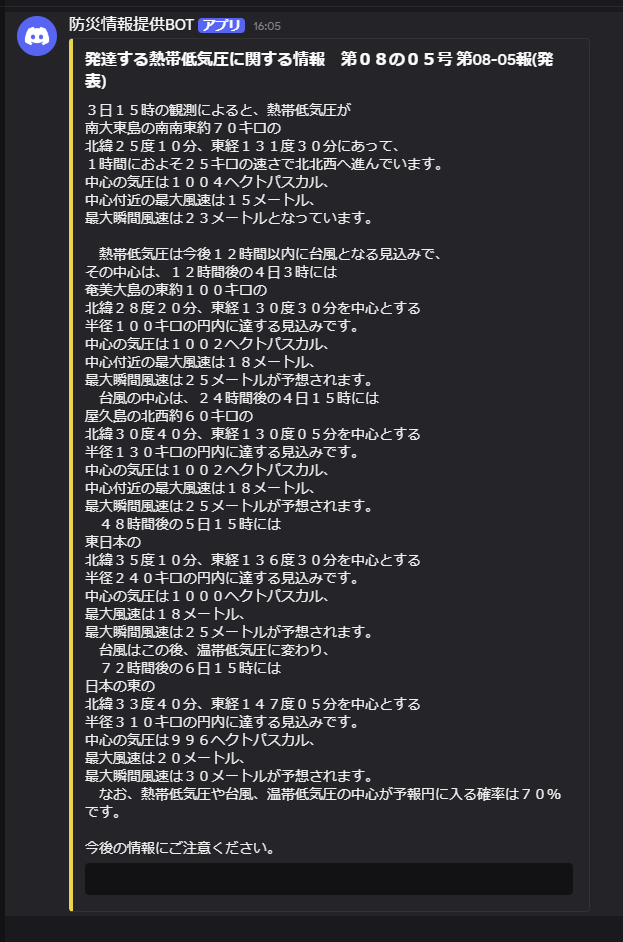 防災情報提供BOT アプリ 16:05
発達する熱帯低気圧に関する情報　第０８の０５号 第08-05報(発
表)
３日１５時の観測によると、熱帯低気圧が
南大東島の南南東約７０キロの
北緯２５度１０分、東経１３１度３０分にあって、
１時間におよそ２５キロの速さで北北西へ進んでいます。
中心の気圧は１００４ヘクトパスカル、
中心付近の最大風速は１５メートル、
最大瞬間風速は２３メートルとなっています。
　熱帯低気圧は今後１２時間以内に台風となる見込みで、
その中心は、１２時間後の４日３時には
奄美大島の東約１００キロの
北緯２８度２０分、東経１３０度３０分を中心とする
半径１００キロの円内に達する見込みです。
中心の気圧は１００２ヘクトパスカル、
中心付近の最大風速は１８メートル、
最大瞬間風速は２５メートルが予想されます。
　台風の中心は、２４時間後の４日１５時には
屋久島の北西約６０キロの
北緯３０度４０分、東経１３０度０５分を中心とする
半径１３０キロの円内に達する見込みです。
中心の気圧は１００２ヘクトパスカル、
中心付近の最大風速は１８メートル、
最大瞬間風速は２５メートルが予想されます。
　４８時間後の５日１５時には
東日本の
北緯３５度１０分、東経１３６度３０分を中心とする
半径２４０キロの円内に達する見込みです。
中心の気圧は１０００ヘクトパスカル、
最大風速は１８メートル、
最大瞬間風速は２５メートルが予想されます。
　台風はこの後、温帯低気圧に変わり、
　７２時間後の６日１５時には
日本の東の
北緯３３度４０分、東経１４７度０５分を中心とする
半径３１０キロの円内に達する見込みです。
中心の気圧は９９６ヘクトパスカル、
最大風速は２０メートル、
最大瞬間風速は３０メートルが予想されます。
　なお、熱帯低気圧や台風、温帯低気圧の中心が予報円に入る確率は７０％
です。
今後の情報にご注意ください。